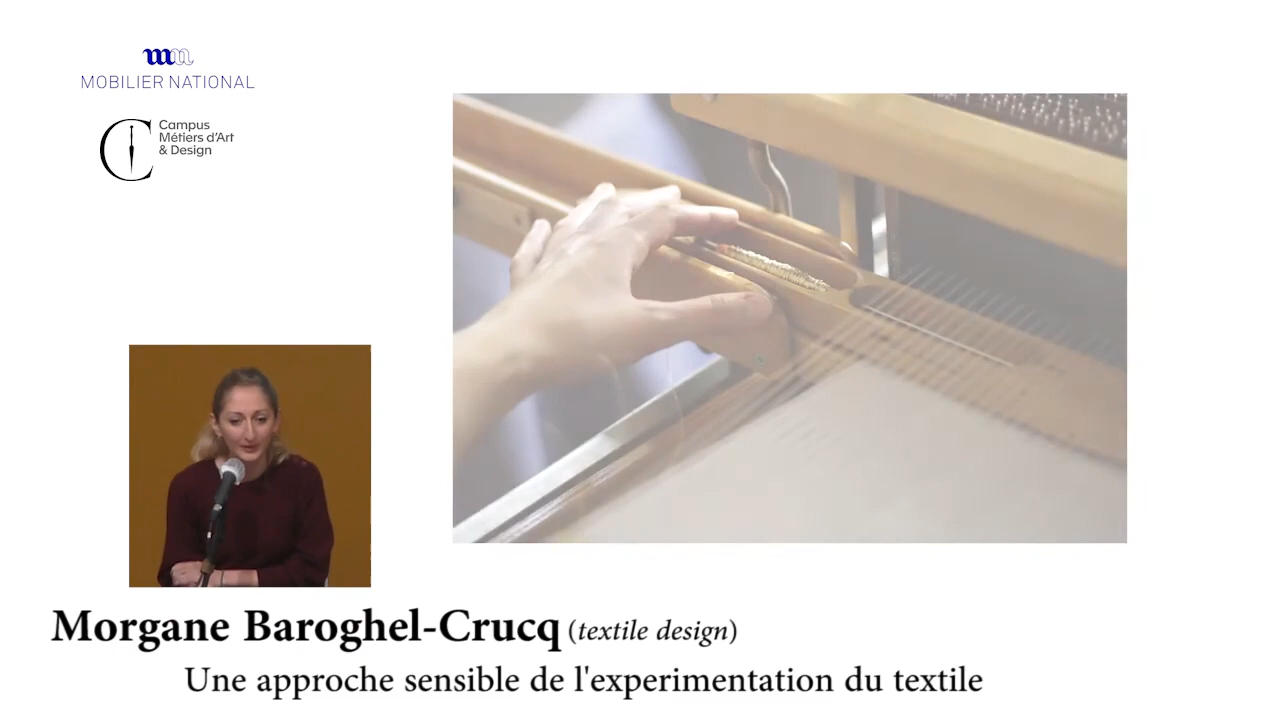 MOBILIER NATIONAL
Campus
Métiers d'Art
& Design
Morgane Baroghel-Crucq (textile design)
Une approche sensible de l'experimentation du textile